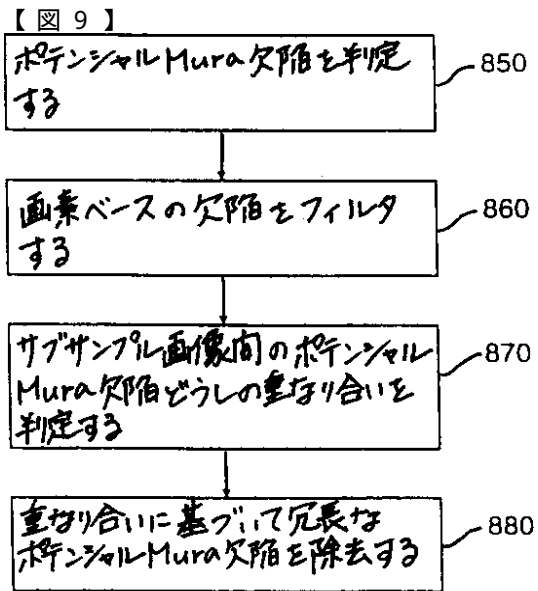 【図9】
ポテンシャルMura欠陥を判定
する
850
画素ベースの欠陥をフィルタ
する
860
サブサンプル画像間のポテンシャル
Mura欠陥どうしの重なり合いを
判定する
870
重なり合いに基づいて冗長な
ポテンシャルMura欠陥を除去する
880